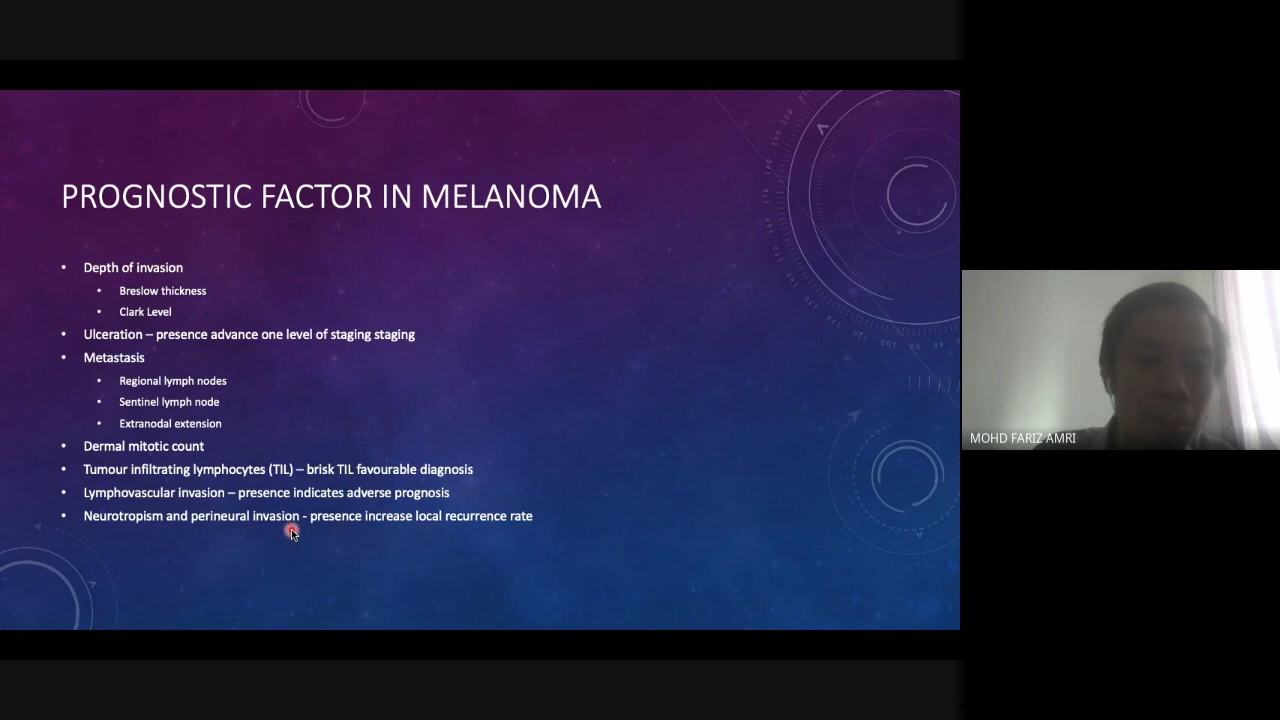 PROGNOSTIC FACTOR IN MELANOMA
• Depth of invasion
• Breslow thickness
• Clark Level
• Ulceration – presence advance one level of staging staging
• Metastasis
• Regional lymph nodes
• Sentinel lymph node
• Extranodal extension
• Dermal mitotic count
• Tumour infiltrating lymphocytes (TIL) – brisk TIL favourable diagnosis
• Lymphovascular invasion – presence indicates adverse prognosis
• Neurotropism and perineural invasion - presence increase local recurrence rate
MOHD FARIZ AMRI